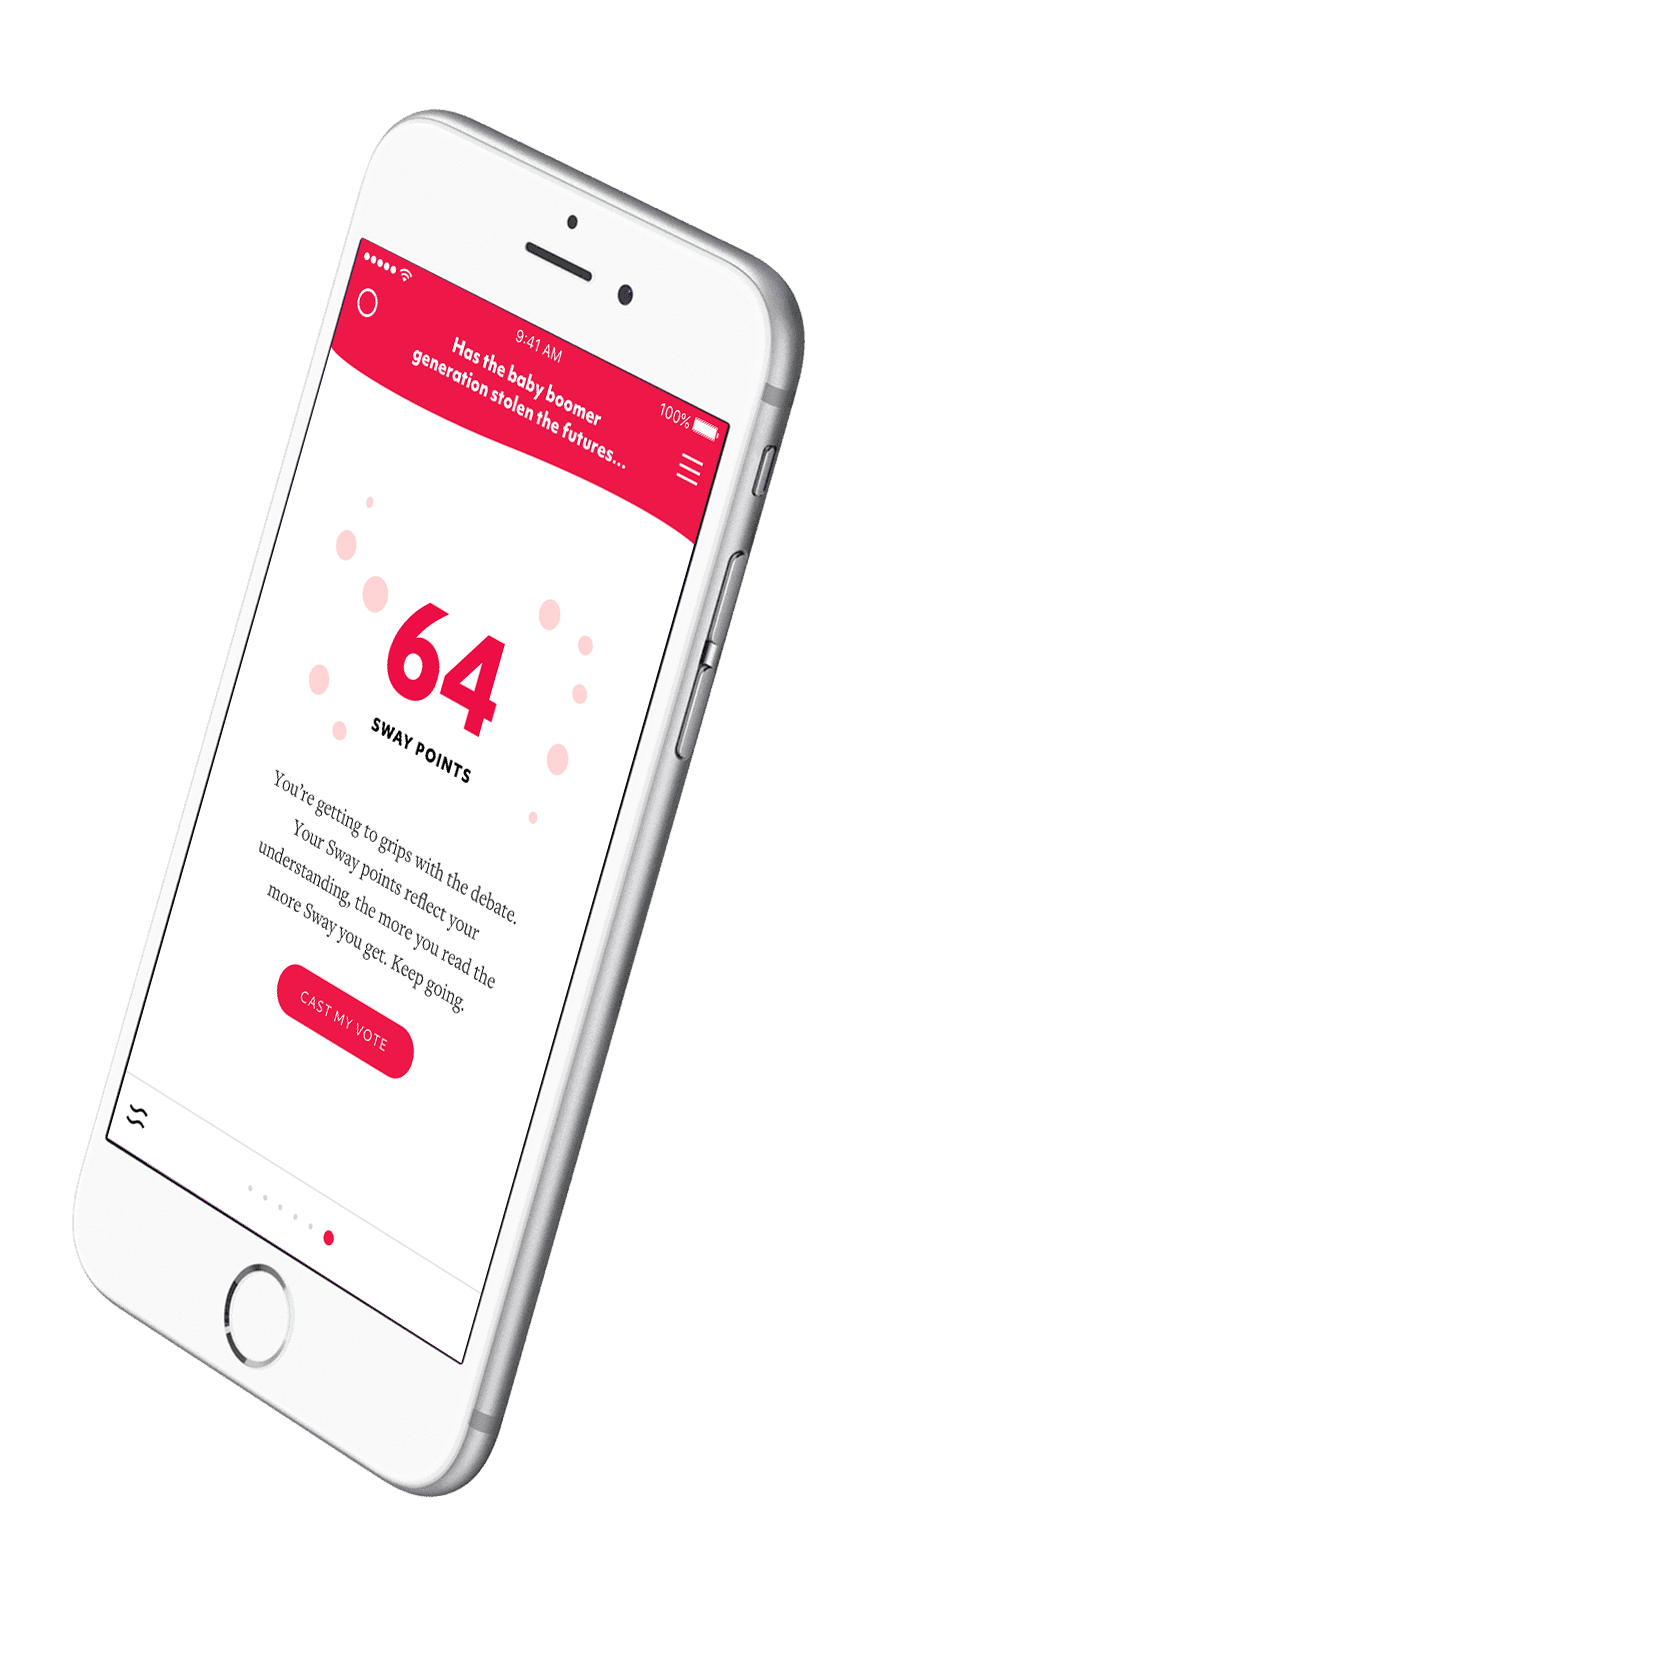 9:41 AM
100%
Has the baby boomer
generation stolen the futures...
64
SWAY POINTS
You’re getting to grips with the debate.
Your Sway points reflect your
understanding, the more you read the
more Sway you get. Keep going.
CAST MY VOTE